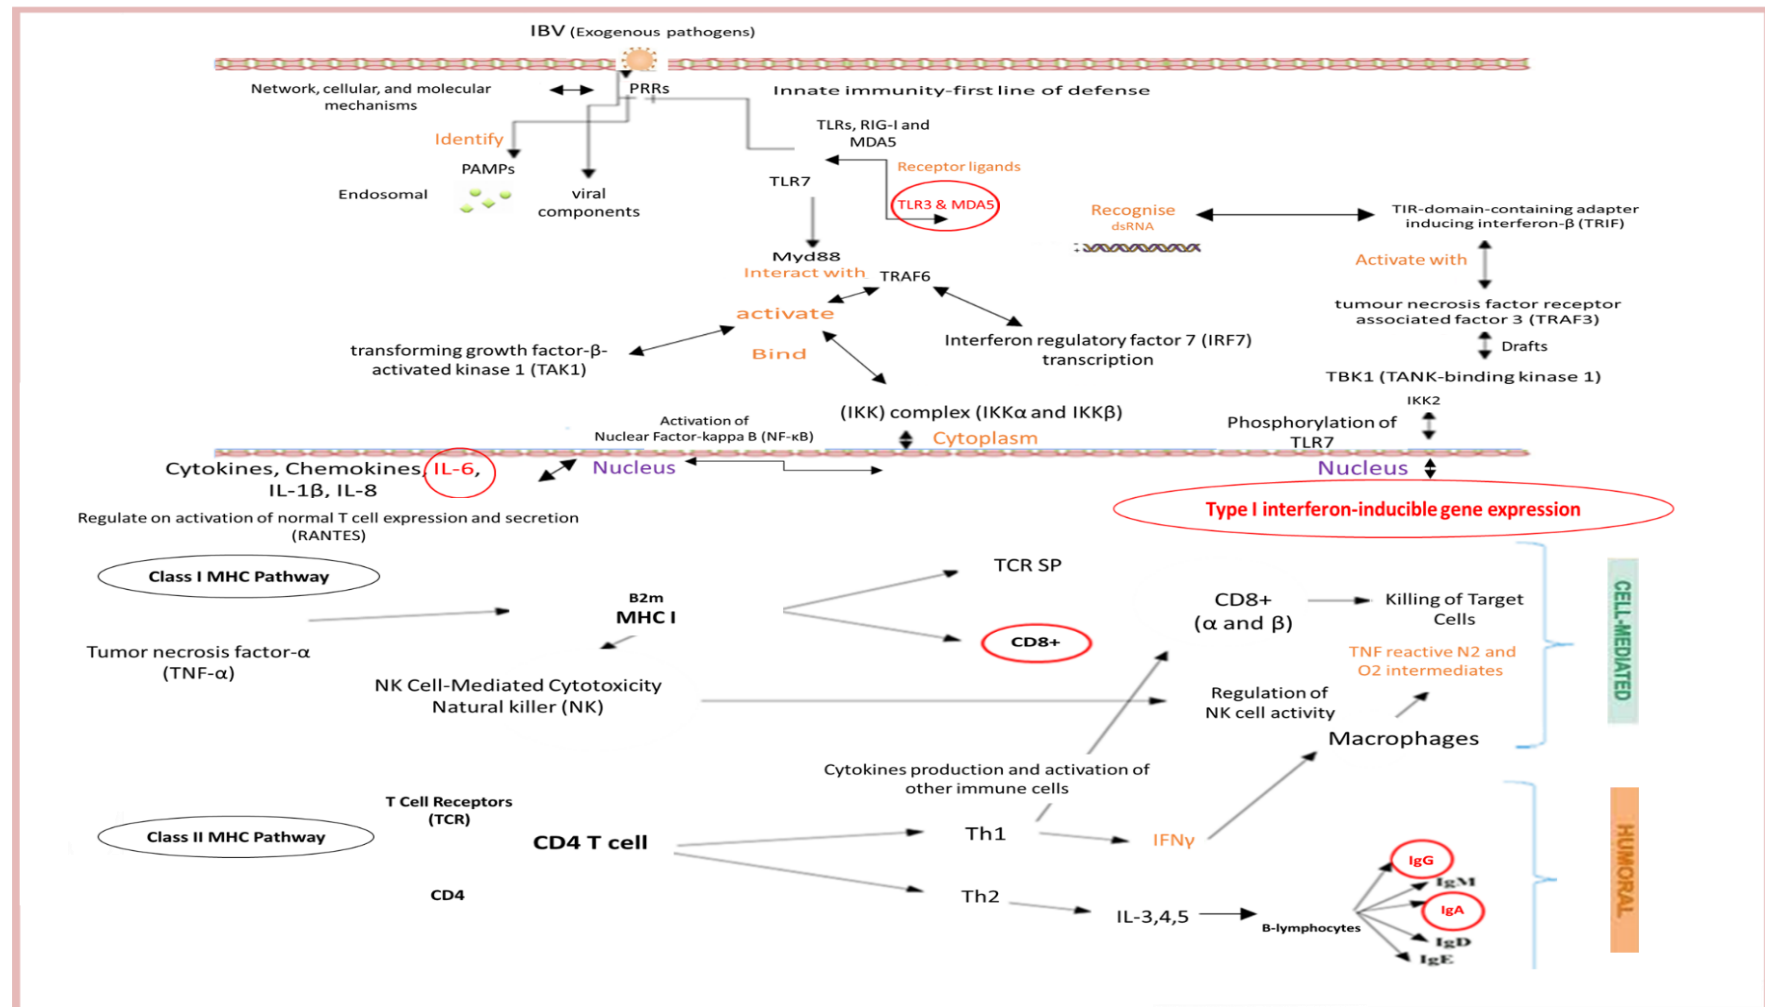 IBV (Exogenous pathogens)
Network, cellular, and molecular
mechanisms
PRRs
Innate immunity-first line of defense
Identify
PAMPs
Endosomal
viral
components
TLRs, RIG-I and
MDA5
Receptor ligands
TLR7
TLR3 & MDA5
Recognise
dsRNA
TIR-domain-containing adapter
inducing interferon-β (TRIF)
Activate with
Myd88
Interact with
TRAF6
activate
Bind
tumour necrosis factor receptor
associated factor 3 (TRAF3)
Drafts
transforming growth factor-β-
activated kinase 1 (TAK1)
Interferon regulatory factor 7 (IRF7)
transcription
TBK1 (TANK-binding kinase 1)
IKK2
(IKK) complex (IKKα and IKKβ)
Activation of
Nuclear Factor-kappa B (NF-κB)
Cytoplasm
Phosphorylation of
TLR7
Cytokines, Chemokines, IL-6,
IL-1β, IL-8
Nucleus
Nucleus
Regulate on activation of normal T cell expression and secretion
(RANTES)
Type I interferon-inducible gene expression
Class I MHC Pathway
B2m
MHC I
TCR SP
CD8+
CD8+
(α and β)
Killing of Target
Cells
Tumor necrosis factor-α
(TNF-α)
TNF reactive N2 and
O2 intermediates
NK Cell-Mediated Cytotoxicity
Natural killer (NK)
Regulation of
NK cell activity
Macrophages
CELL-MEDIATED
Cytokines production and activation of
other immune cells
T Cell Receptors
(TCR)
Class II MHC Pathway
CD4 T cell
CD4
Th1
IFNγ
Th2
IL-3,4,5
B-lymphocytes
IgG
IgM
IgA
IgD
IgE
HUMORAL